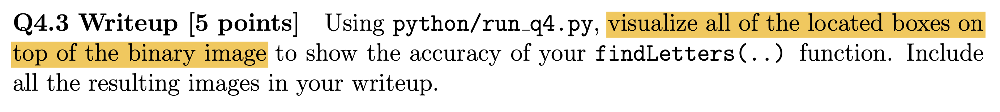 Q4.3 Writeup [5 points] Using python/run_q4.py, visualize all of the located boxes on
top of the binary image to show the accuracy of your findLetters(..) function. Include
all the resulting images in your writeup.